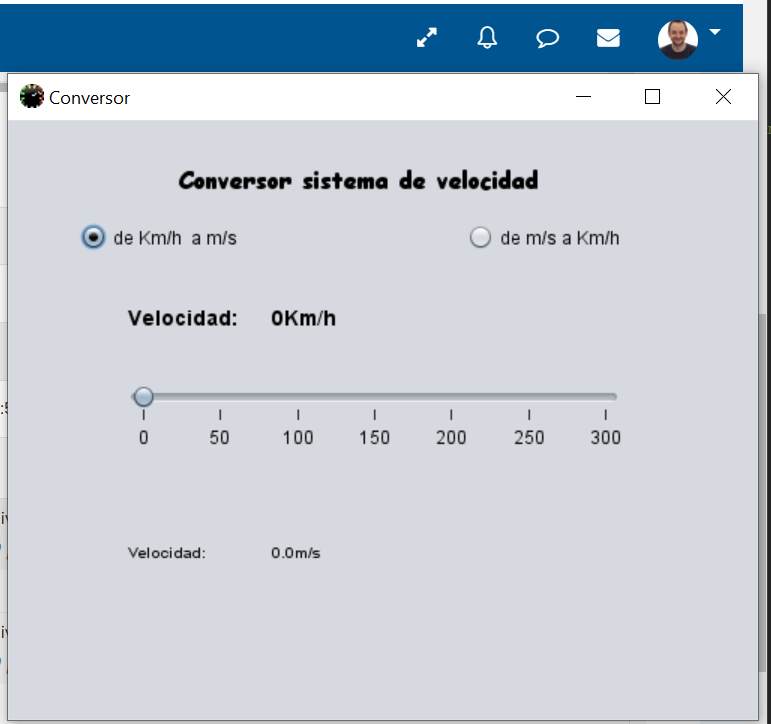 Conversor
Conversor sistema de velocidad
de Km/h a m/s de m/s a Km/h
Velocidad: 0Km/h
0 50 100 150 200 250 300
Velocidad: 0.0m/s